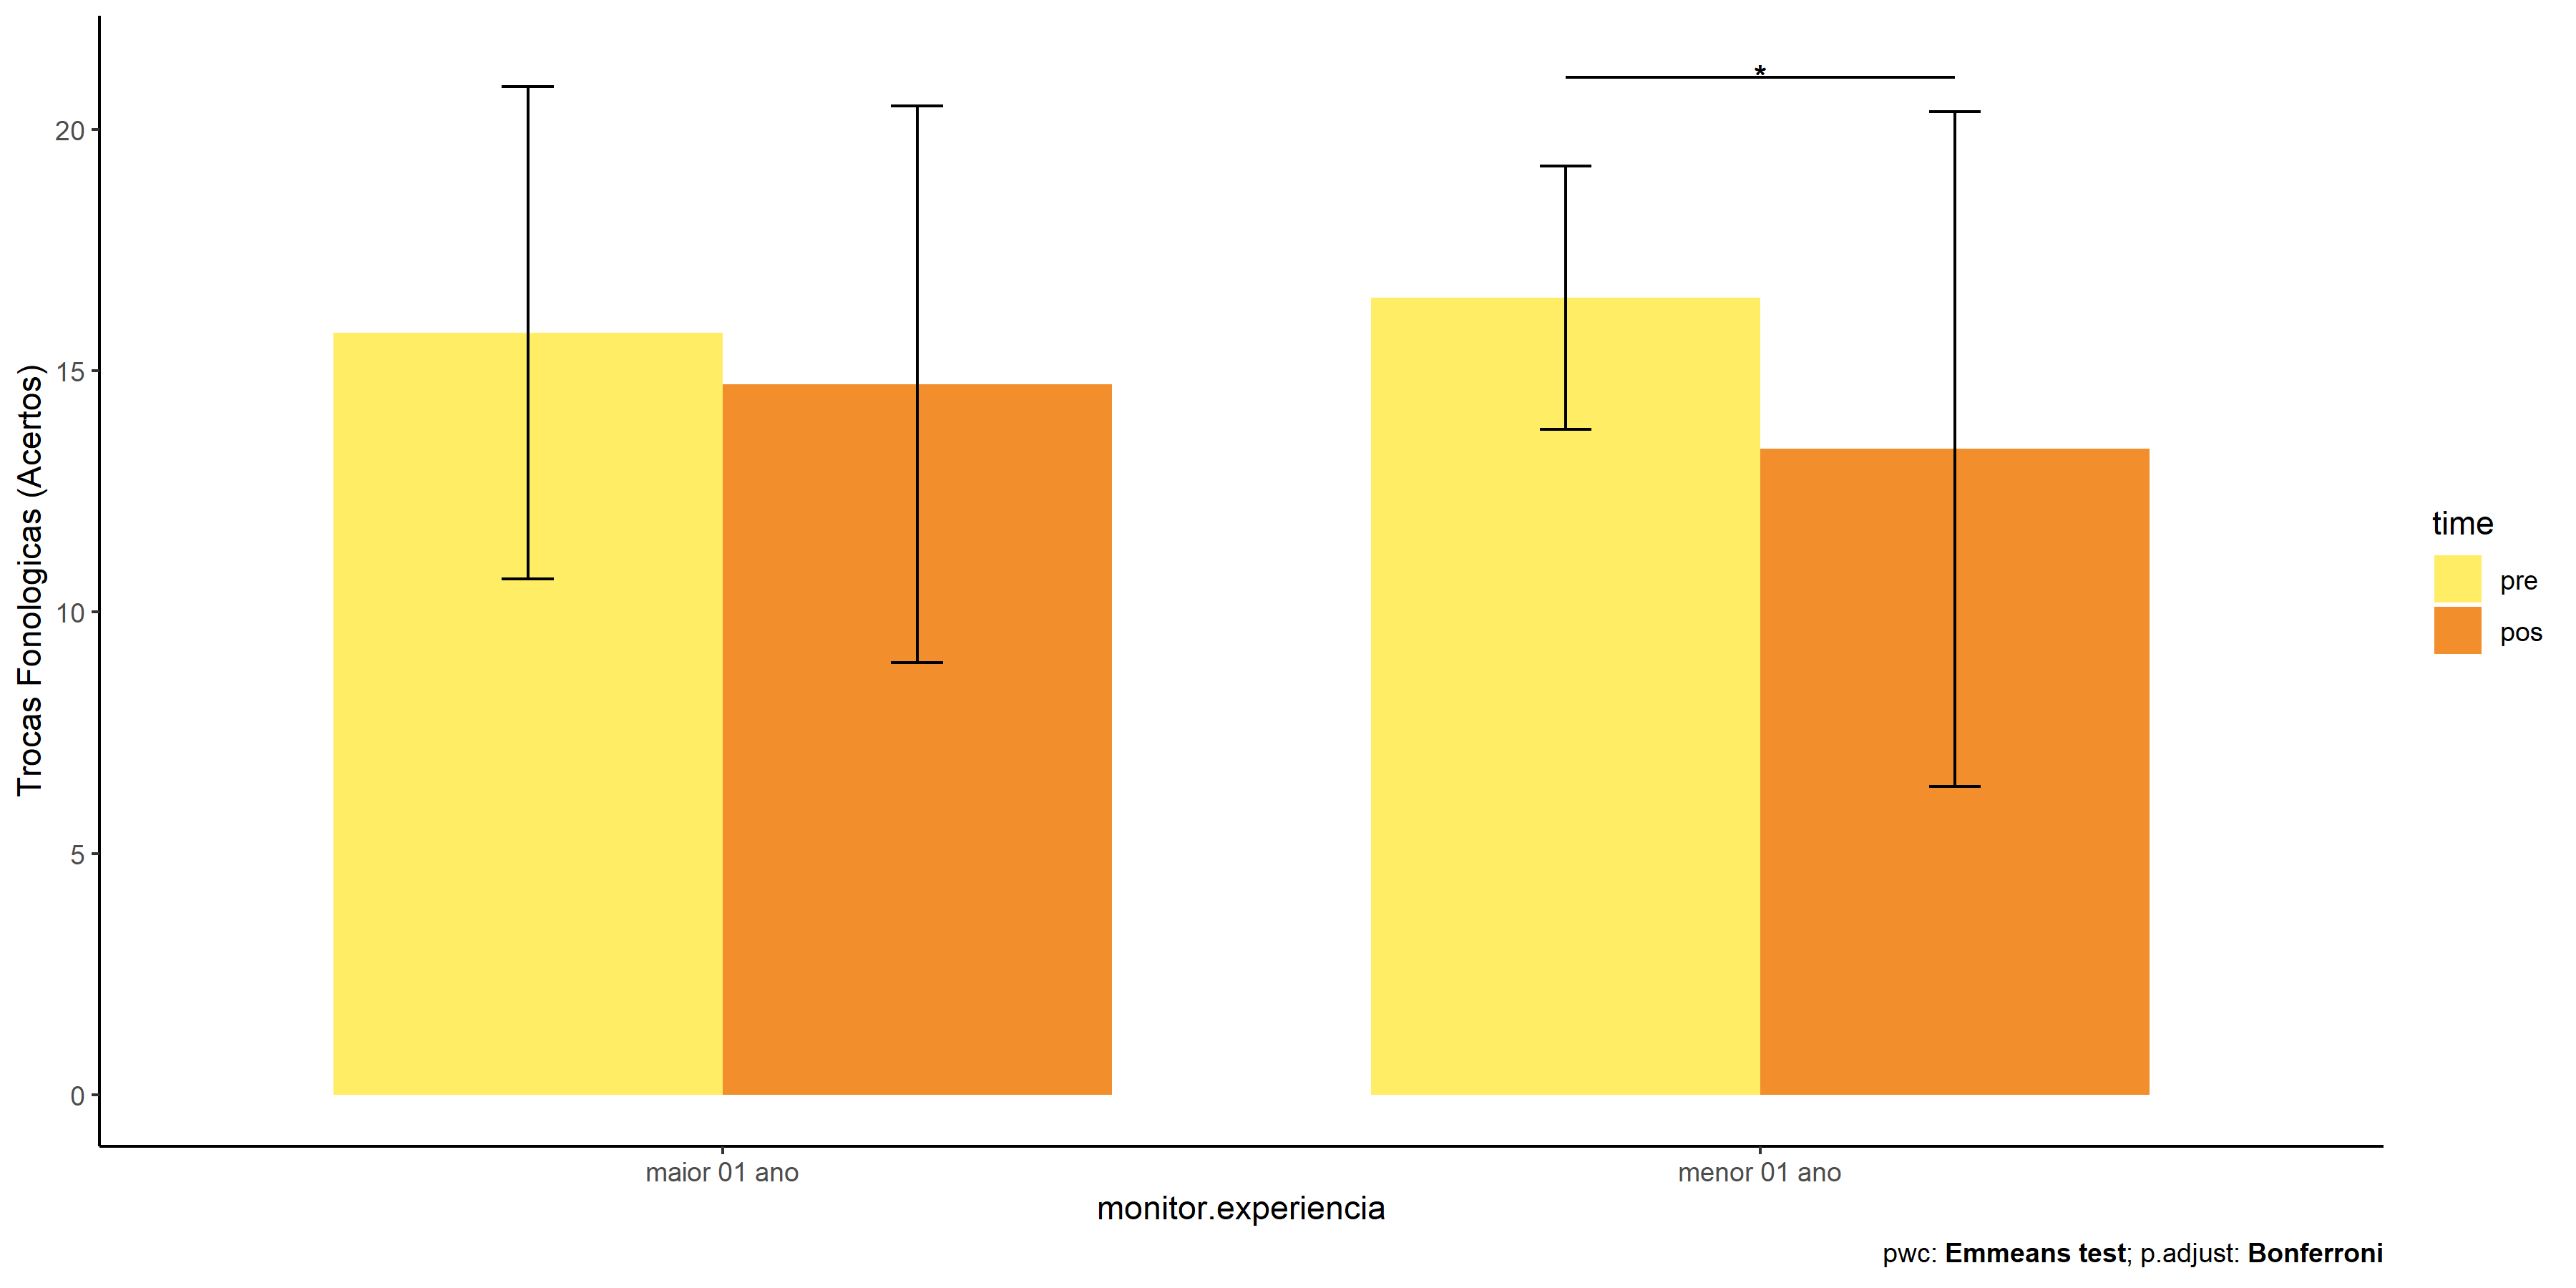 *
20
15
10
5
0
Trocas Fonologicas (Acertos)
maior 01 ano
menor 01 ano
monitor.experiencia
time
pre
pos
pwc: Emmeans test; p.adjust: Bonferroni